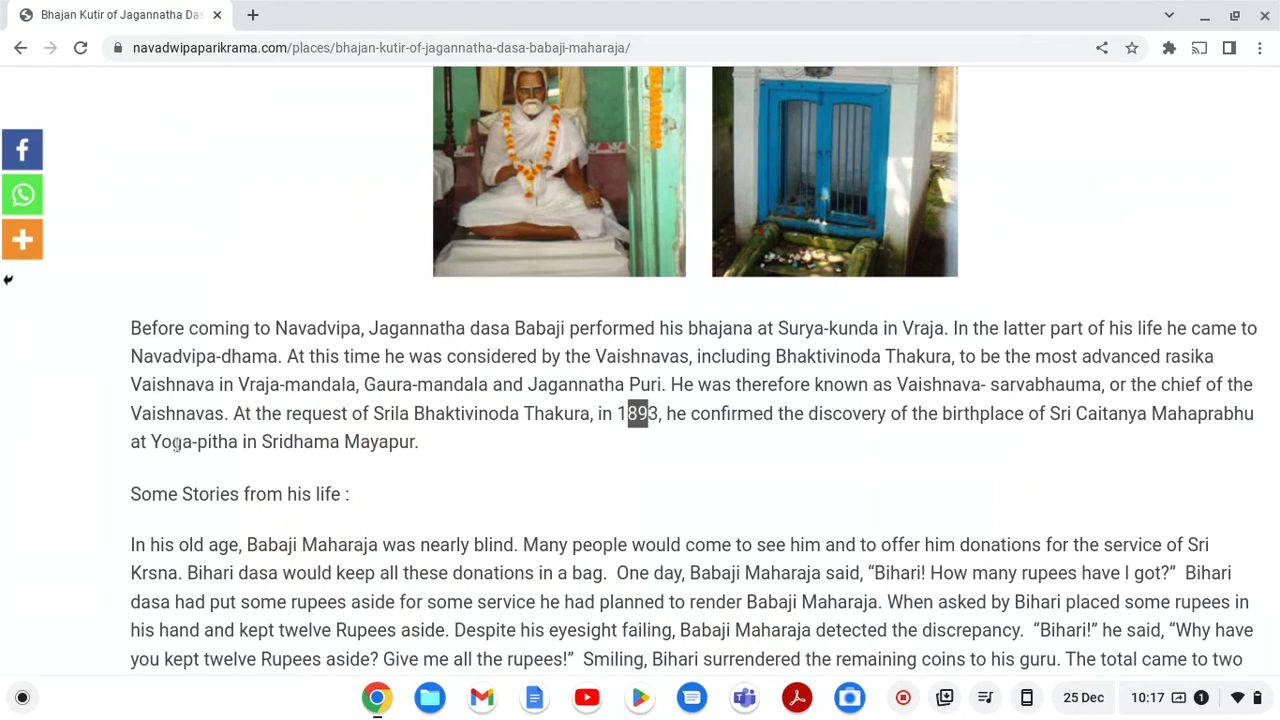 Bhajan Kutir of Jagannatha Das
navadwipaparikrama.com/places/bhajan-kutir-of-jagannatha-dasa-babaji-maharaja/
Before coming to Navadvipa, Jagannatha dasa Babaji performed his bhajana at Surya-kunda in Vraja. In the latter part of his life he came to
Navadvipa-dhama. At this time he was considered by the Vaishnavas, including Bhaktivinoda Thakura, to be the most advanced rasika
Vaishnava in Vraja-mandala, Gaura-mandala and Jagannatha Puri. He was therefore known as Vaishnava- sarvabhauma, or the chief of the
Vaishnavas. At the request of Srila Bhaktivinoda Thakura, in 1893, he confirmed the discovery of the birthplace of Sri Caitanya Mahaprabhu
at Yoga-pitha in Sridhama Mayapur.
Some Stories from his life :
In his old age, Babaji Maharaja was nearly blind. Many people would come to see him and to offer him donations for the service of Sri
Krsna. Bihari dasa would keep all these donations in a bag.  One day, Babaji Maharaja said, “Bihari! How many rupees have I got?”  Bihari
dasa had put some rupees aside for some service he had planned to render Babaji Maharaja. When asked by Bihari placed some rupees in
his hand and kept twelve Rupees aside. Despite his eyesight failing, Babaji Maharaja detected the discrepancy.  “Bihari!” he said, “Why have
you kept twelve Rupees aside? Give me all the rupees!”  Smiling, Bihari surrendered the remaining coins to his guru. The total came to two
25 Dec
10:17
1